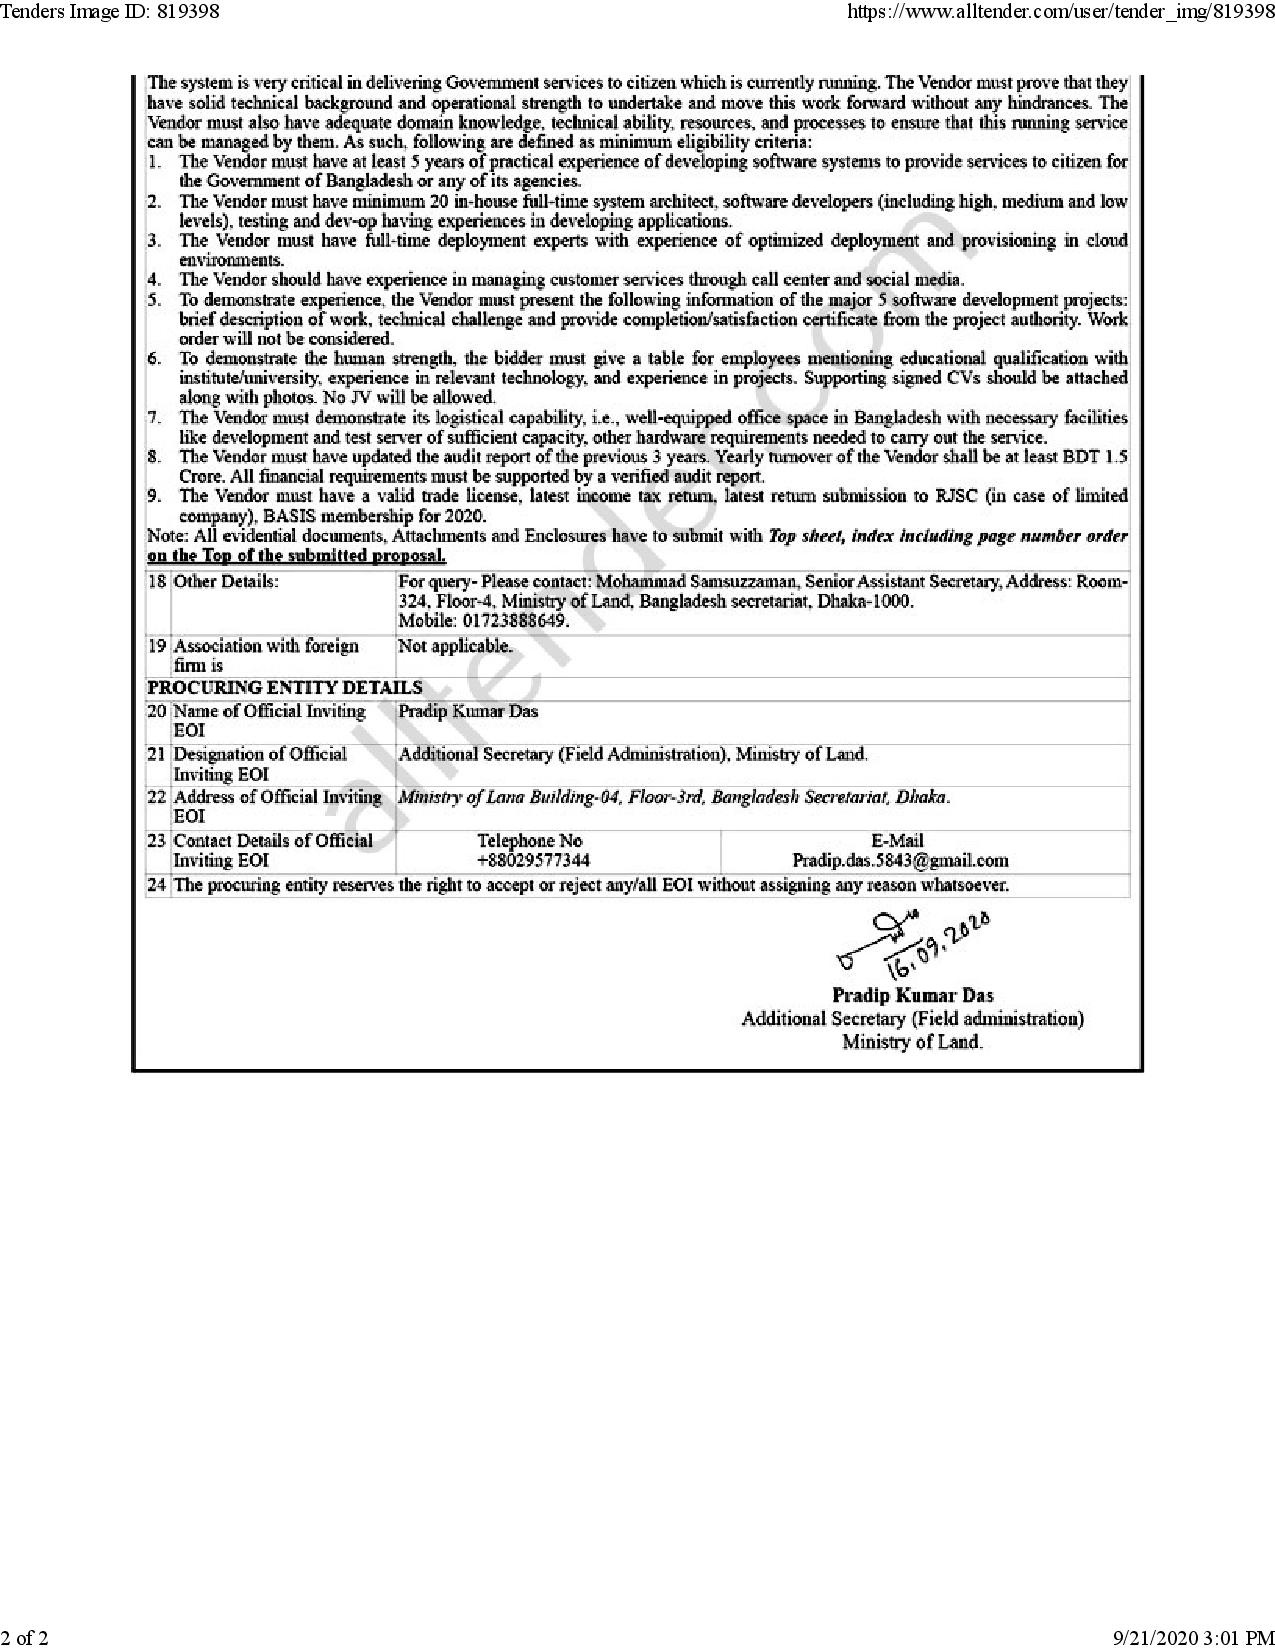 Tenders Image ID: 819398
https://www.alltender.com/user/tender_img/819398
The system is very critical in delivering Government services to citizen which is currently running. The Vendor must prove that they
have solid technical background and operational strength to undertake and move this work forward without any hindrances. The
Vendor must also have adequate domain knowledge, technical ability, resources, and processes to ensure that this running service
can be managed by them. As such, following are defined as minimum eligibility criteria:
1. The Vendor must have at least 5 years of practical experience of developing software systems to provide services to citizen for
the Government of Bangladesh or any of its agencies.
2. The Vendor must have minimum 20 in-house full-time system architect, software developers (including high, medium and low
levels), testing and dev-op having experiences in developing applications.
3. The Vendor must have full-time deployment experts with experience of optimized deployment and provisioning in cloud
environments.
4. The Vendor should have experience in managing customer services through call center and social media.
5. To demonstrate experience, the Vendor must present the following information of the major 5 software development projects:
brief description of work, technical challenge and provide completion/satisfaction certificate from the project authority. Work
order will not be considered.
6. To demonstrate the human strength, the bidder must give a table for employees mentioning educational qualification with
institute/university, experience in relevant technology, and experience in projects. Supporting signed CVs should be attached
along with photos. No JV will be allowed.
7. The Vendor must demonstrate its logistical capability, i.e., well-equipped office space in Bangladesh with necessary facilities
like development and test server of sufficient capacity, other hardware requirements needed to carry out the service.
8. The Vendor must have updated the audit report of the previous 3 years. Yearly turnover of the Vendor shall be at least BDT 1.5
Crore. All financial requirements must be supported by a verified audit report.
9. The Vendor must have a valid trade license, latest income tax return, latest return submission to RJSC (in case of limited
company), BASIS membership for 2020.
Note: All evidential documents, Attachments and Enclosures have to submit with Top sheet, index including page number order
on the Top of the submitted proposal.
18 Other Details: For query- Please contact: Mohammad Samsuzzaman, Senior Assistant Secretary, Address: Room-
324, Floor-4, Ministry of Land, Bangladesh secretariat, Dhaka-1000.
Mobile: 01723888649.
19 Association with foreign Not applicable.
firm is
PROCURING ENTITY DETAILS
20 Name of Official Inviting Pradip Kumar Das
EOI
21 Designation of Official Additional Secretary (Field Administration), Ministry of Land.
Inviting EOI
22 Address of Official Inviting Ministry of Land Building-04, Floor-3rd, Bangladesh Secretariat, Dhaka.
EOI
23 Contact Details of Official Telephone No E-Mail
Inviting EOI +88029577344 Pradip.das.5843@gmail.com
24 The procuring entity reserves the right to accept or reject any/all EOI without assigning any reason whatsoever.
16.09.2020
Pradip Kumar Das
Additional Secretary (Field administration)
Ministry of Land.
alltender.com
2 of 2
9/21/2020 3:01 PM